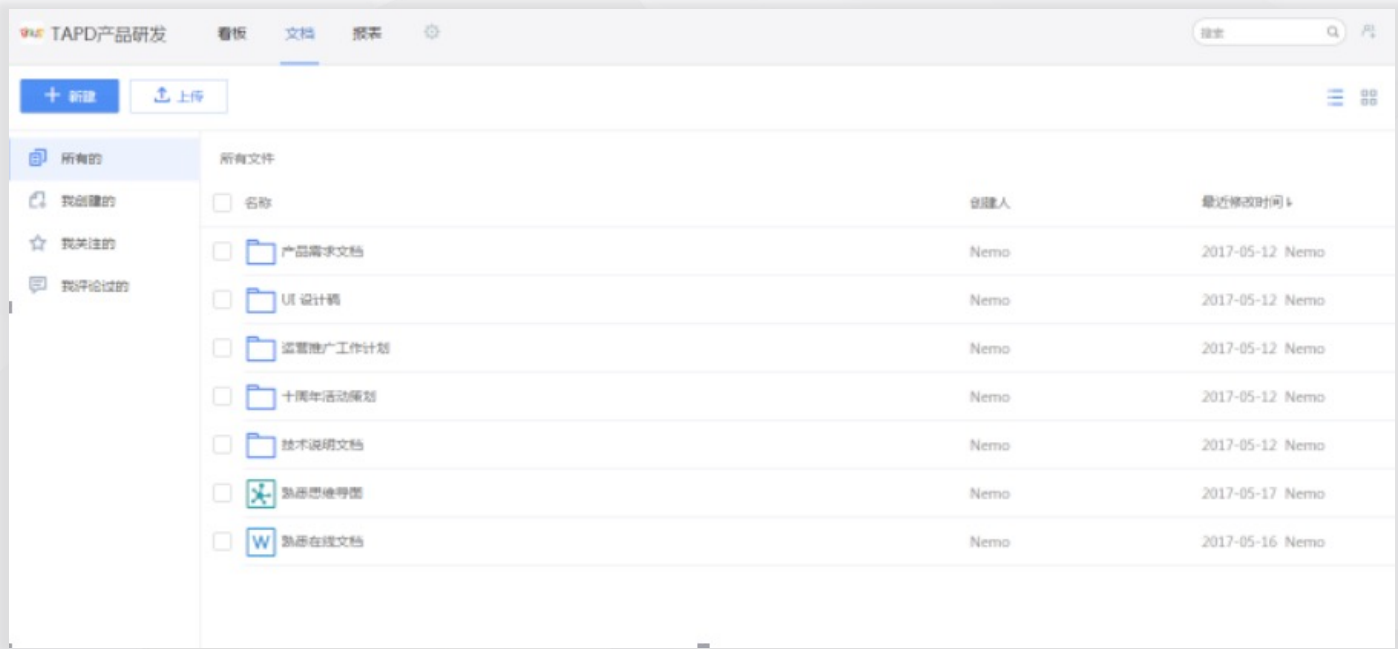 TAPD产品研发 看板 文档 报表 搜索
新建 上传
所有的
我创建的
我关注的
我评论过的
所有文件
名称 创建人 最近修改时间
产品需求文档 Nemo 2017-05-12 Nemo
UI 设计稿 Nemo 2017-05-12 Nemo
运营推广工作计划 Nemo 2017-05-12 Nemo
十周年活动策划 Nemo 2017-05-12 Nemo
技术说明文档 Nemo 2017-05-12 Nemo
熟悉思维导图 Nemo 2017-05-17 Nemo
W 熟悉在线文档 Nemo 2017-05-16 Nemo